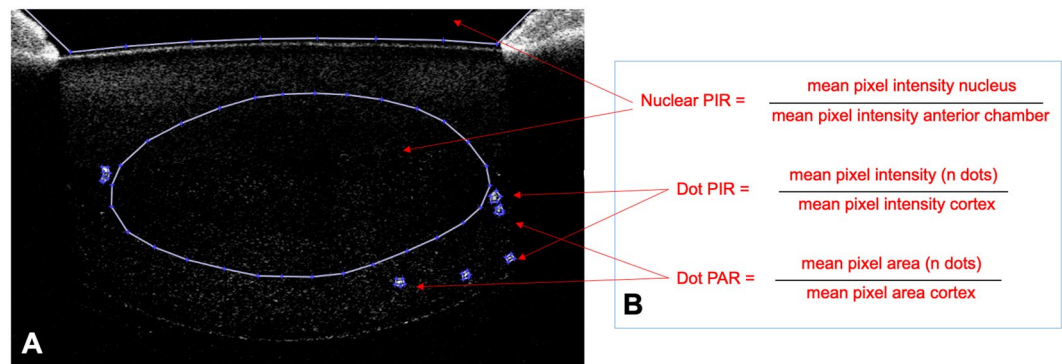 A
B
Nuclear PIR =
mean pixel intensity nucleus
mean pixel intensity anterior chamber
Dot PIR =
mean pixel intensity (n dots)
mean pixel intensity cortex
Dot PAR =
mean pixel area (n dots)
mean pixel area cortex